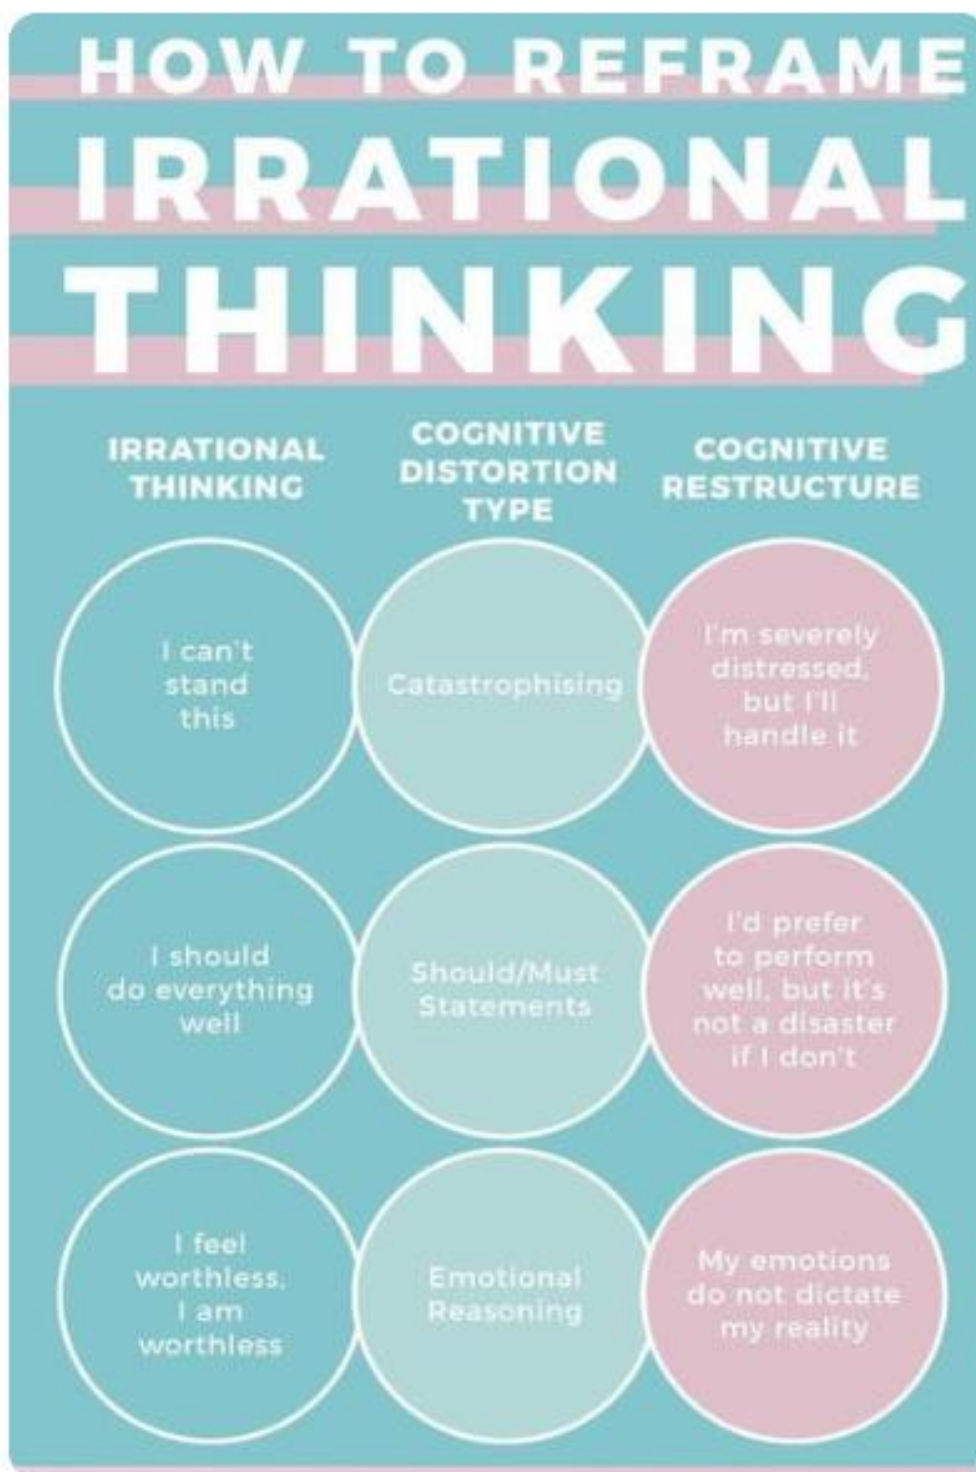 HOW TO REFRAME
IRRATIONAL
THINKING
IRRATIONAL
THINKING
COGNITIVE
DISTORTION
TYPE
COGNITIVE
RESTRUCTURE
I can't
stand
this
Catastrophising
I'm severely
distressed,
but I'll
handle it
I should
do everything
well
Should/Must
Statements
I'd prefer
to perform
well, but it's
not a disaster
if I don't
I feel
worthless,
I am
worthless
Emotional
Reasoning
My emotions
do not dictate
my reality